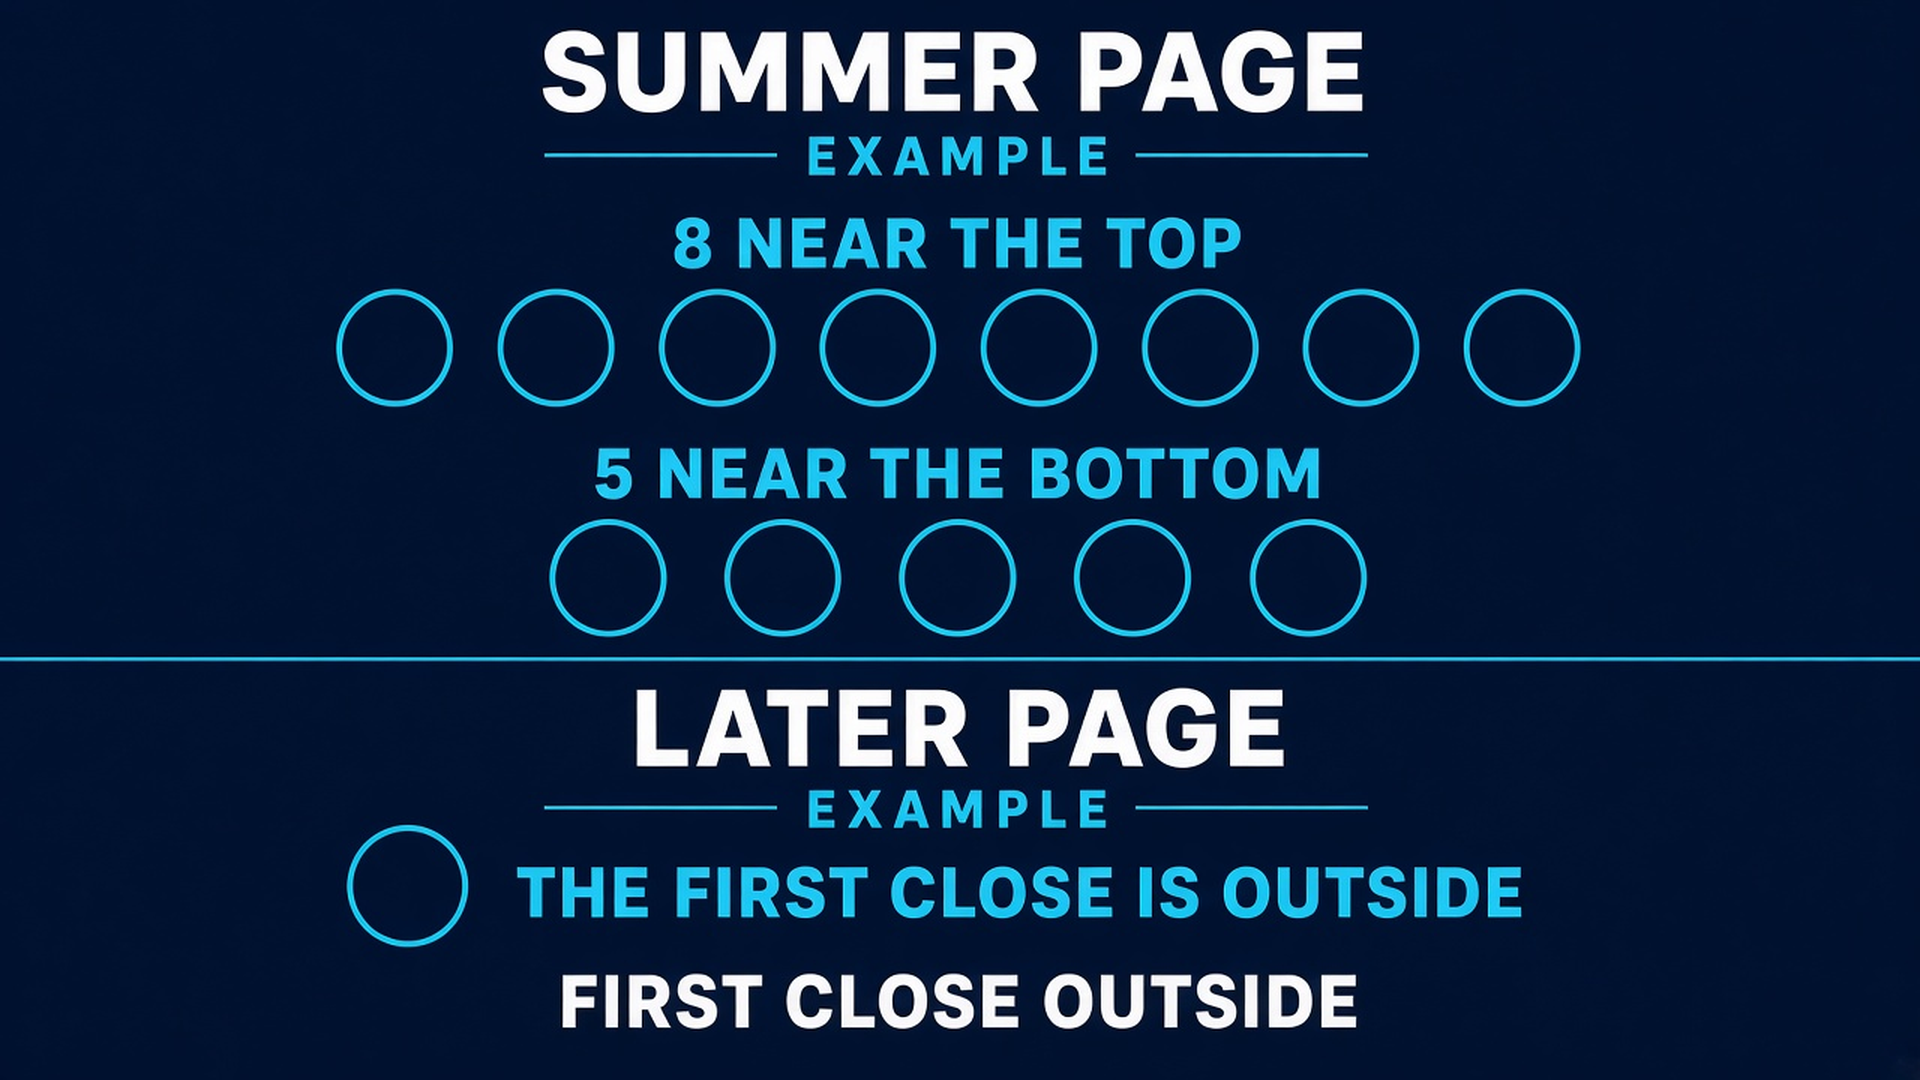 SUMMER PAGE
EXAMPLE
8 NEAR THE TOP
5 NEAR THE BOTTOM
LATER PAGE
EXAMPLE
THE FIRST CLOSE IS OUTSIDE
FIRST CLOSE OUTSIDE